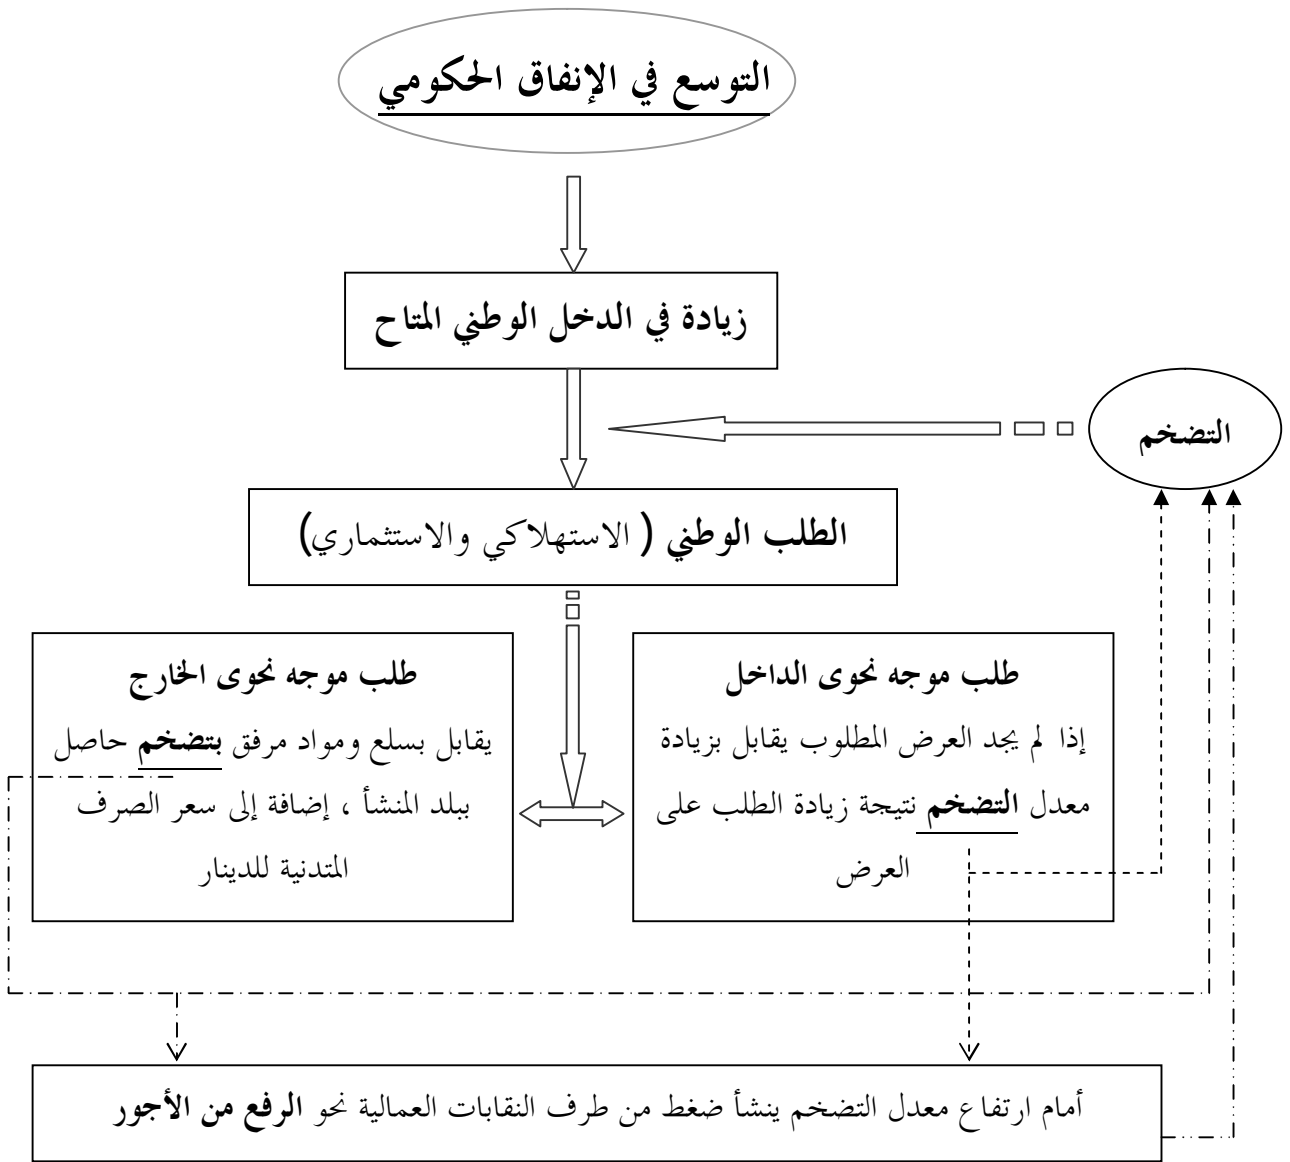 التوسع في الإنفاق الحكومي
زيادة في الدخل الوطني المتاح
التضخم
الطلب الوطني ( الاستهلاكي والاستثماري)
طلب موجه نحوى الداخل
إذا لم يجد العرض المطلوب يقابل بزيادة
معدل التضخم نتيجة زيادة الطلب على
العرض
طلب موجه نحوى الخارج
يقابل بسلع ومواد مرفق بتضخم حاصل
ببلد المنشأ ، إضافة إلى سعر الصرف
المتدنية للدينار
أمام ارتفاع معدل التضخم ينشأ ضغط من طرف النقابات العمالية نحو الرفع من الأجور